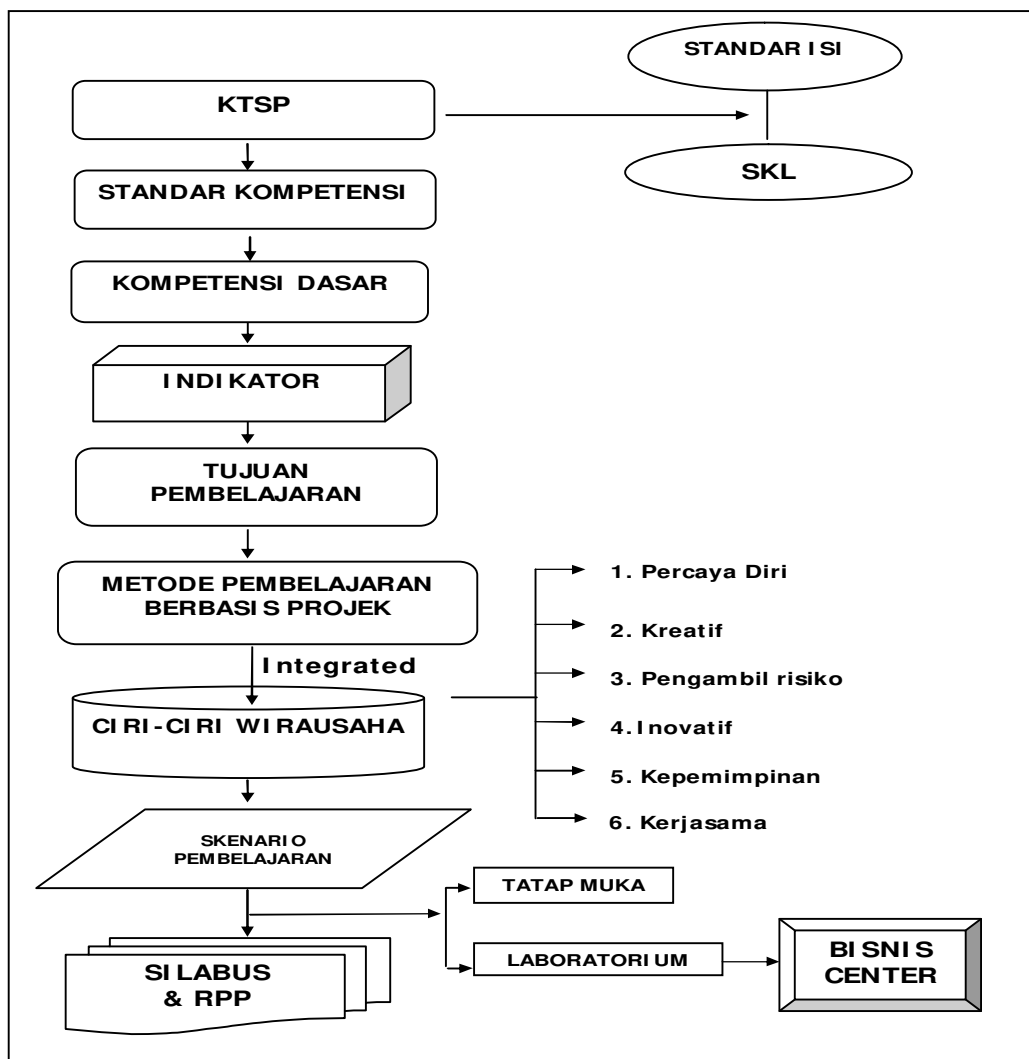 STANDAR ISI
KTSP
SKL
STANDAR KOMPETENSI
KOMPETENSI DASAR
INDIKATOR
TUJUAN
PEMBELAJARAN
METODE PEMBELAJARAN
BERBASIS PROJEK
Integrated
CIRI-CIRI WIRAUSAHA
1. Percaya Diri
2. Kreatif
3. Pengambil risiko
4. Inovatif
5. Kepemimpinan
6. Kerjasama
SKENARIO
PEMBELAJARAN
TATAP MUKA
LABORATORIUM
BISNIS
CENTER
SILABUS
& RPP